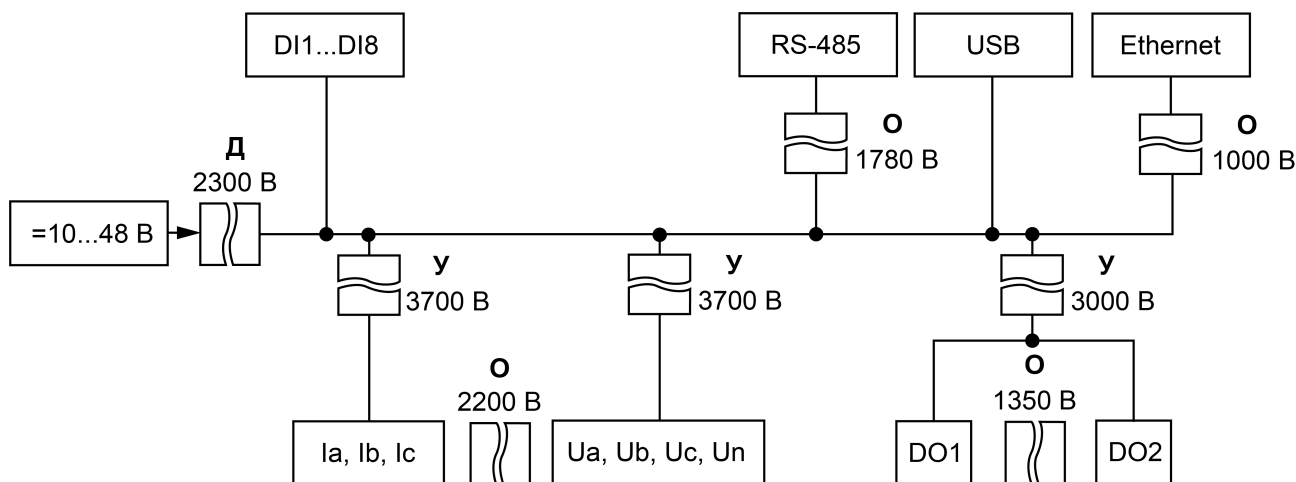 DI1...DI8
RS-485
USB
Ethernet
О
1780 В
О
1000 В
Д
2300 В
=10...48 В
У
3700 В
У
3700 В
У
3000 В
О
2200 В
О
1350 В
Ia, Ib, Ic
Ua, Ub, Uc, Un
DO1
DO2